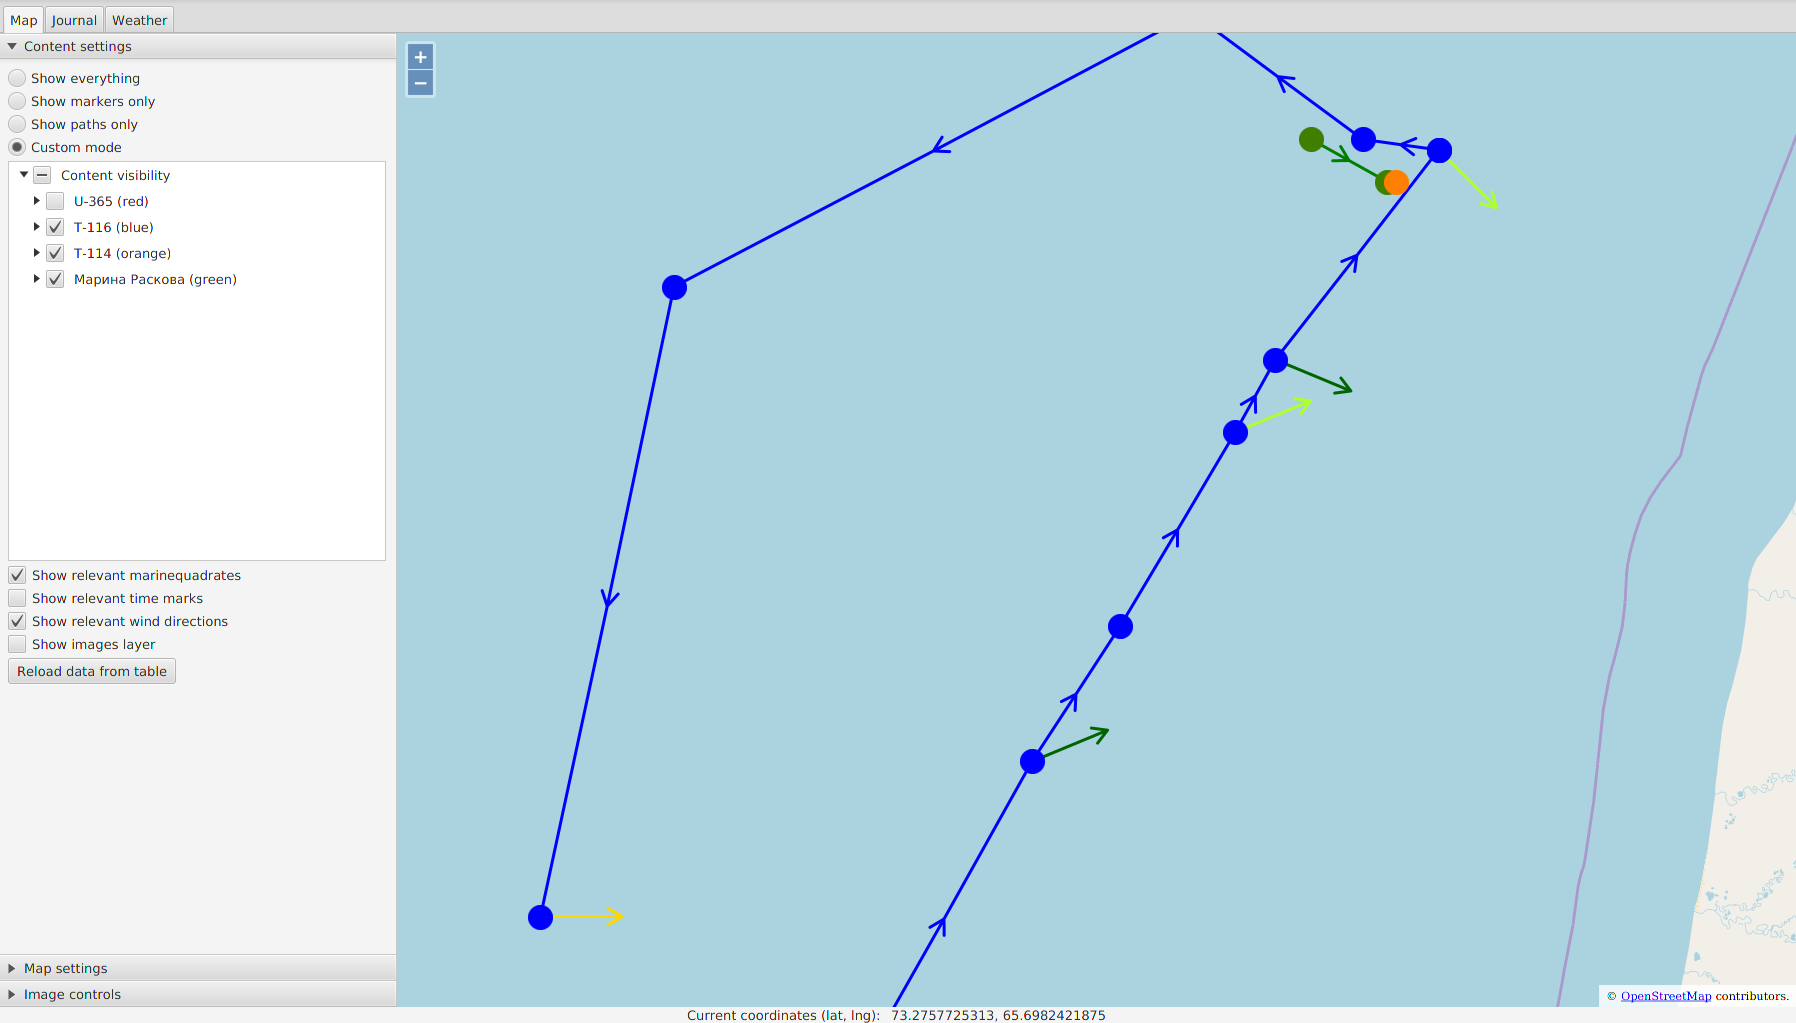 Map Journal Weather
Content settings
Show everything
Show markers only
Show paths only
Custom mode
Content visibility
U-365 (red)
T-116 (blue)
T-114 (orange)
Марина Раскова (green)
Show relevant marinequadrates
Show relevant time marks
Show relevant wind directions
Show images layer
Reload data from table
Map settings
Image controls
+
−
© OpenStreetMap contributors.
Current coordinates (lat, lng): 73.2757725313, 65.6982421875